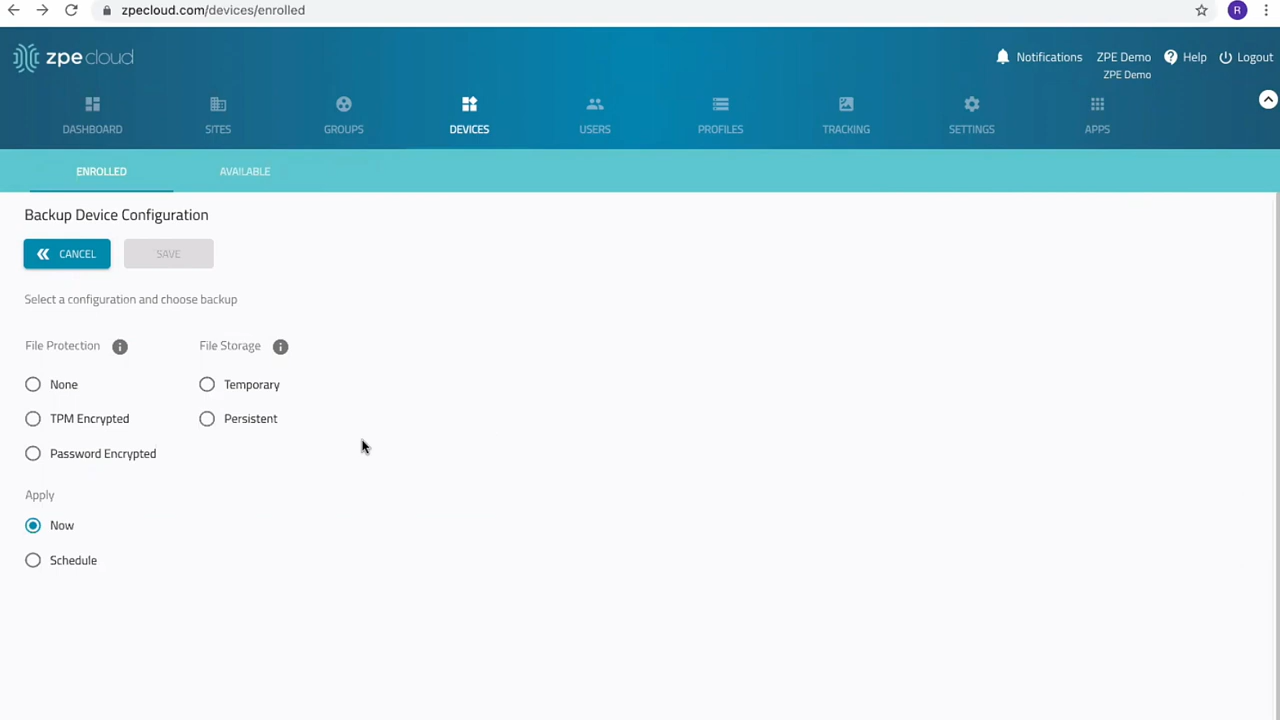 zpecloud.com/devices/enrolled
R
zpe cloud
Notifications
ZPE Demo
ZPE Demo
Help
Logout
DASHBOARD
SITES
GROUPS
DEVICES
USERS
PROFILES
TRACKING
SETTINGS
APPS
ENROLLED
AVAILABLE
Backup Device Configuration
CANCEL
SAVE
Select a configuration and choose backup
File Protection
File Storage
None
Temporary
TPM Encrypted
Persistent
Password Encrypted
Apply
Now
Schedule